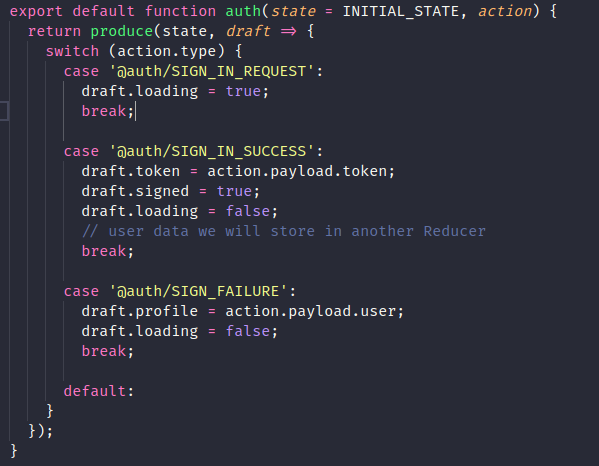 export default function auth(state = INITIAL_STATE, action) {
  return produce(state, draft => {
    switch (action.type) {
      case '@auth/SIGN_IN_REQUEST':
        draft.loading = true;
        break;

      case '@auth/SIGN_IN_SUCCESS':
        draft.token = action.payload.token;
        draft.signed = true;
        draft.loading = false;
        // user data we will store in another Reducer
        break;

      case '@auth/SIGN_FAILURE':
        draft.profile = action.payload.user;
        draft.loading = false;
        break;

      default:
    }
  });
}